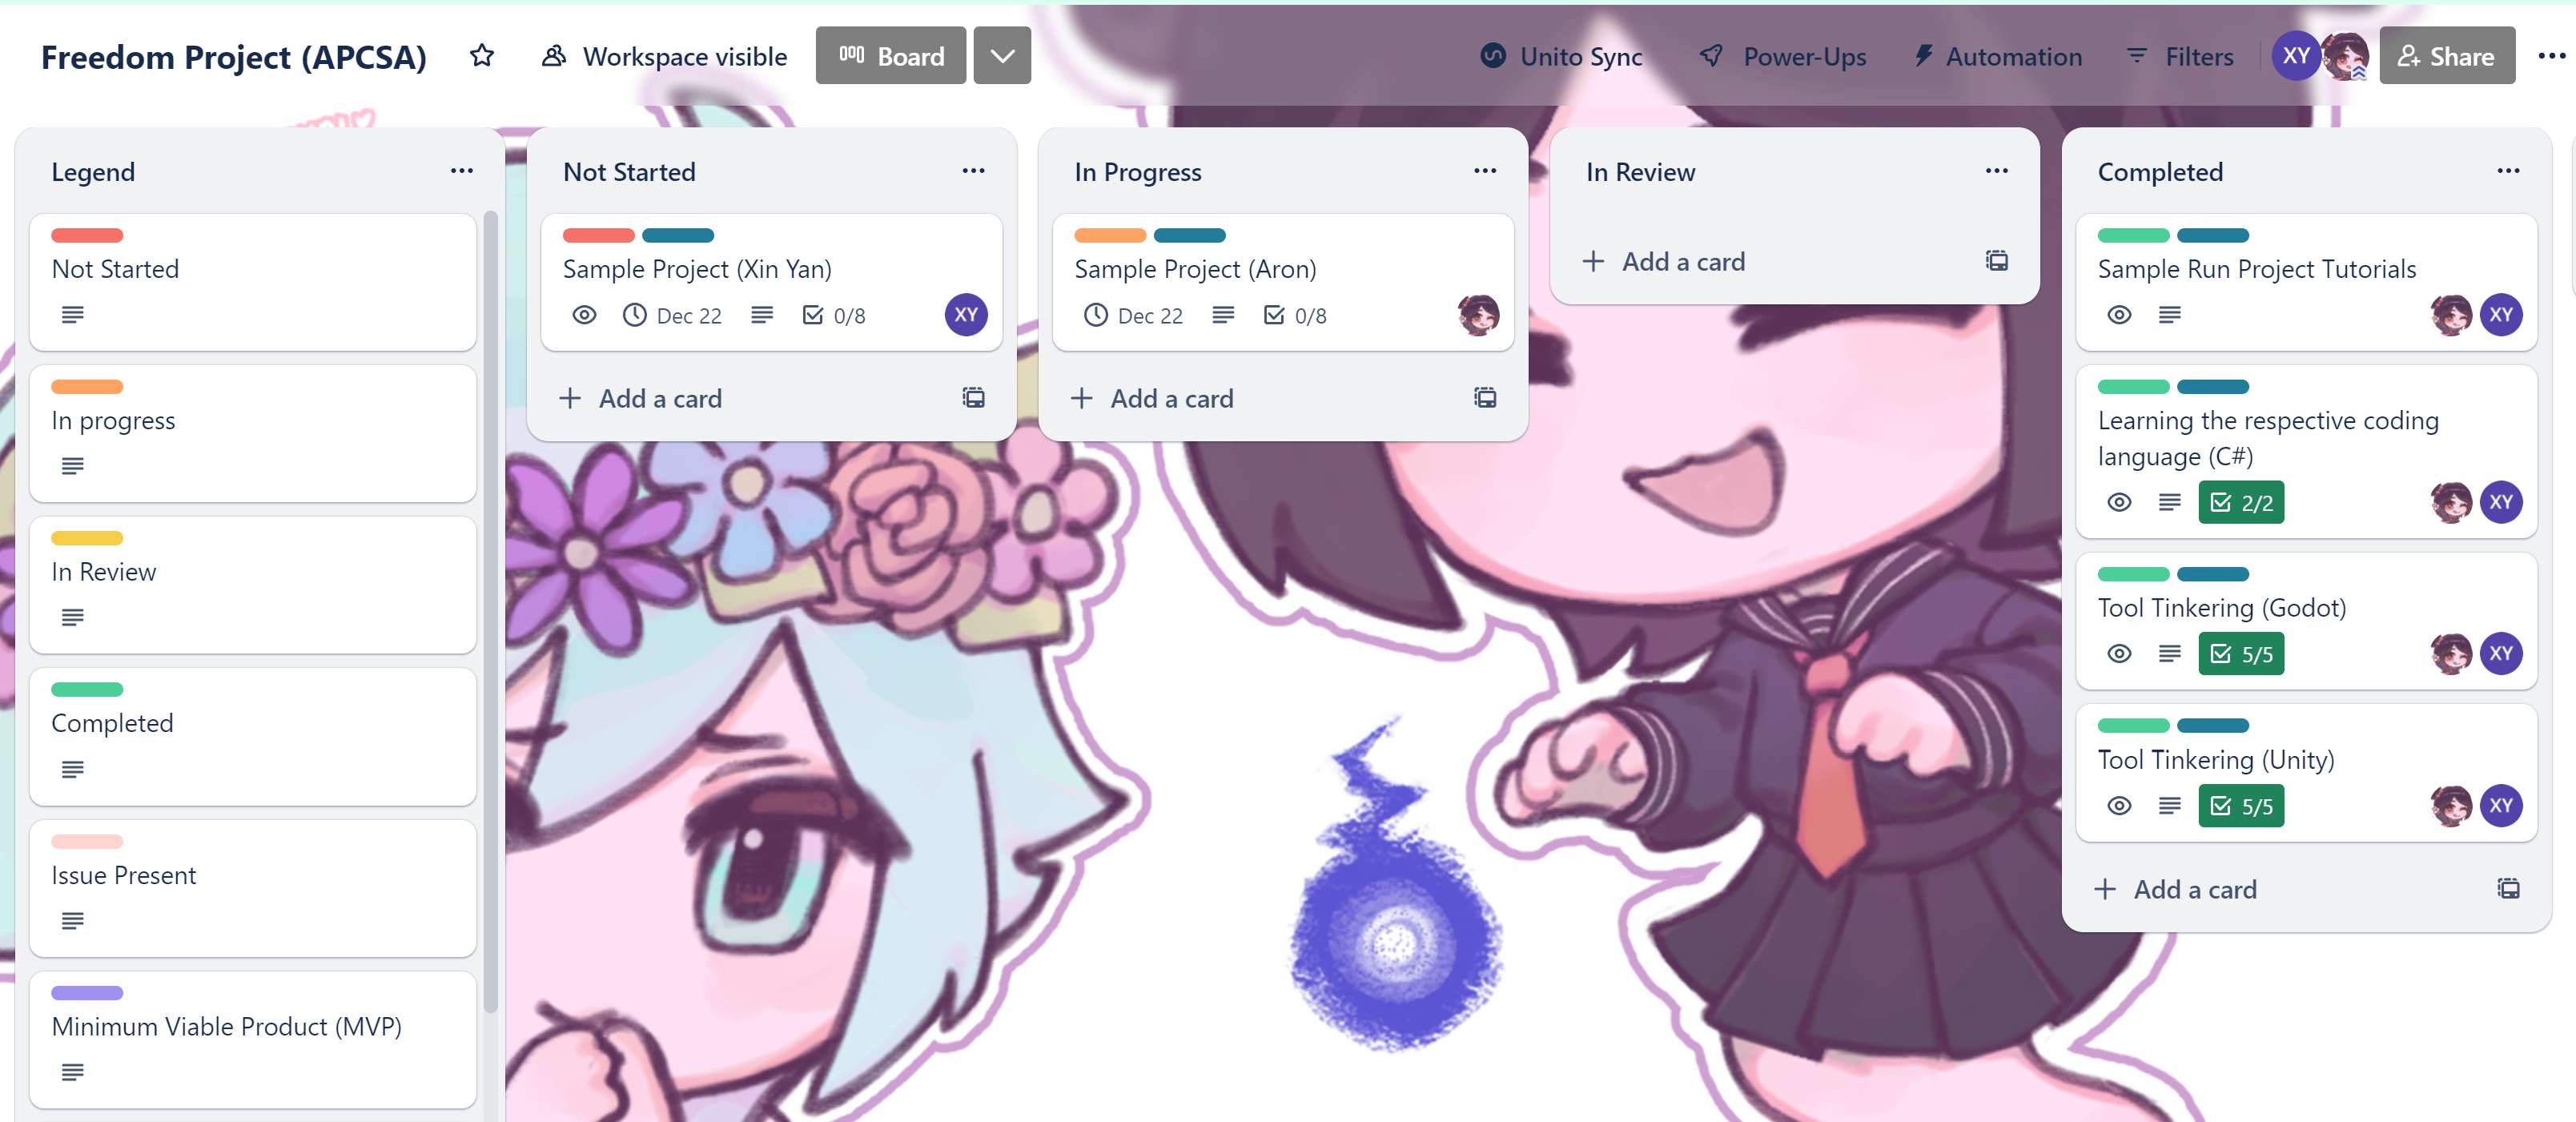 Freedom Project (APCSA)
Workspace visible
Board
Unito Sync
Power-Ups
Automation
Filters
XY
Share
Legend
Not Started
In progress
In Review
Completed
Issue Present
Minimum Viable Product (MVP)
Not Started
Sample Project (Xin Yan)
Dec 22
0/8
XY
Add a card
In Progress
Sample Project (Aron)
Dec 22
0/8
Add a card
In Review
Add a card
Completed
Sample Run Project Tutorials
XY
Learning the respective coding
language (C#)
2/2
XY
Tool Tinkering (Godot)
5/5
XY
Tool Tinkering (Unity)
5/5
XY
Add a card